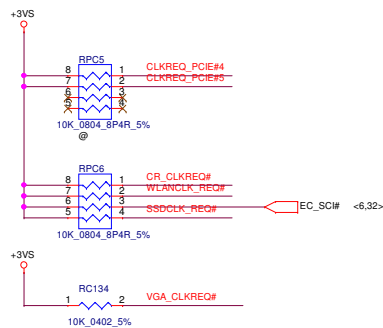 +3VS
RPC5
8 1 CLKREQ_PCIE#4
7 2 CLKREQ_PCIE#5
6 3
5 4
10K_0804_8P4R_5%
@
RPC6
8 1 CR_CLKREQ#
7 2 WLANCLK_REQ#
6 3 EC_SCI# <6,32>
5 4 SSDCLK_REQ#
10K_0804_8P4R_5%
+3VS
RC134
1 2 VGA_CLKREQ#
10K_0402_5%